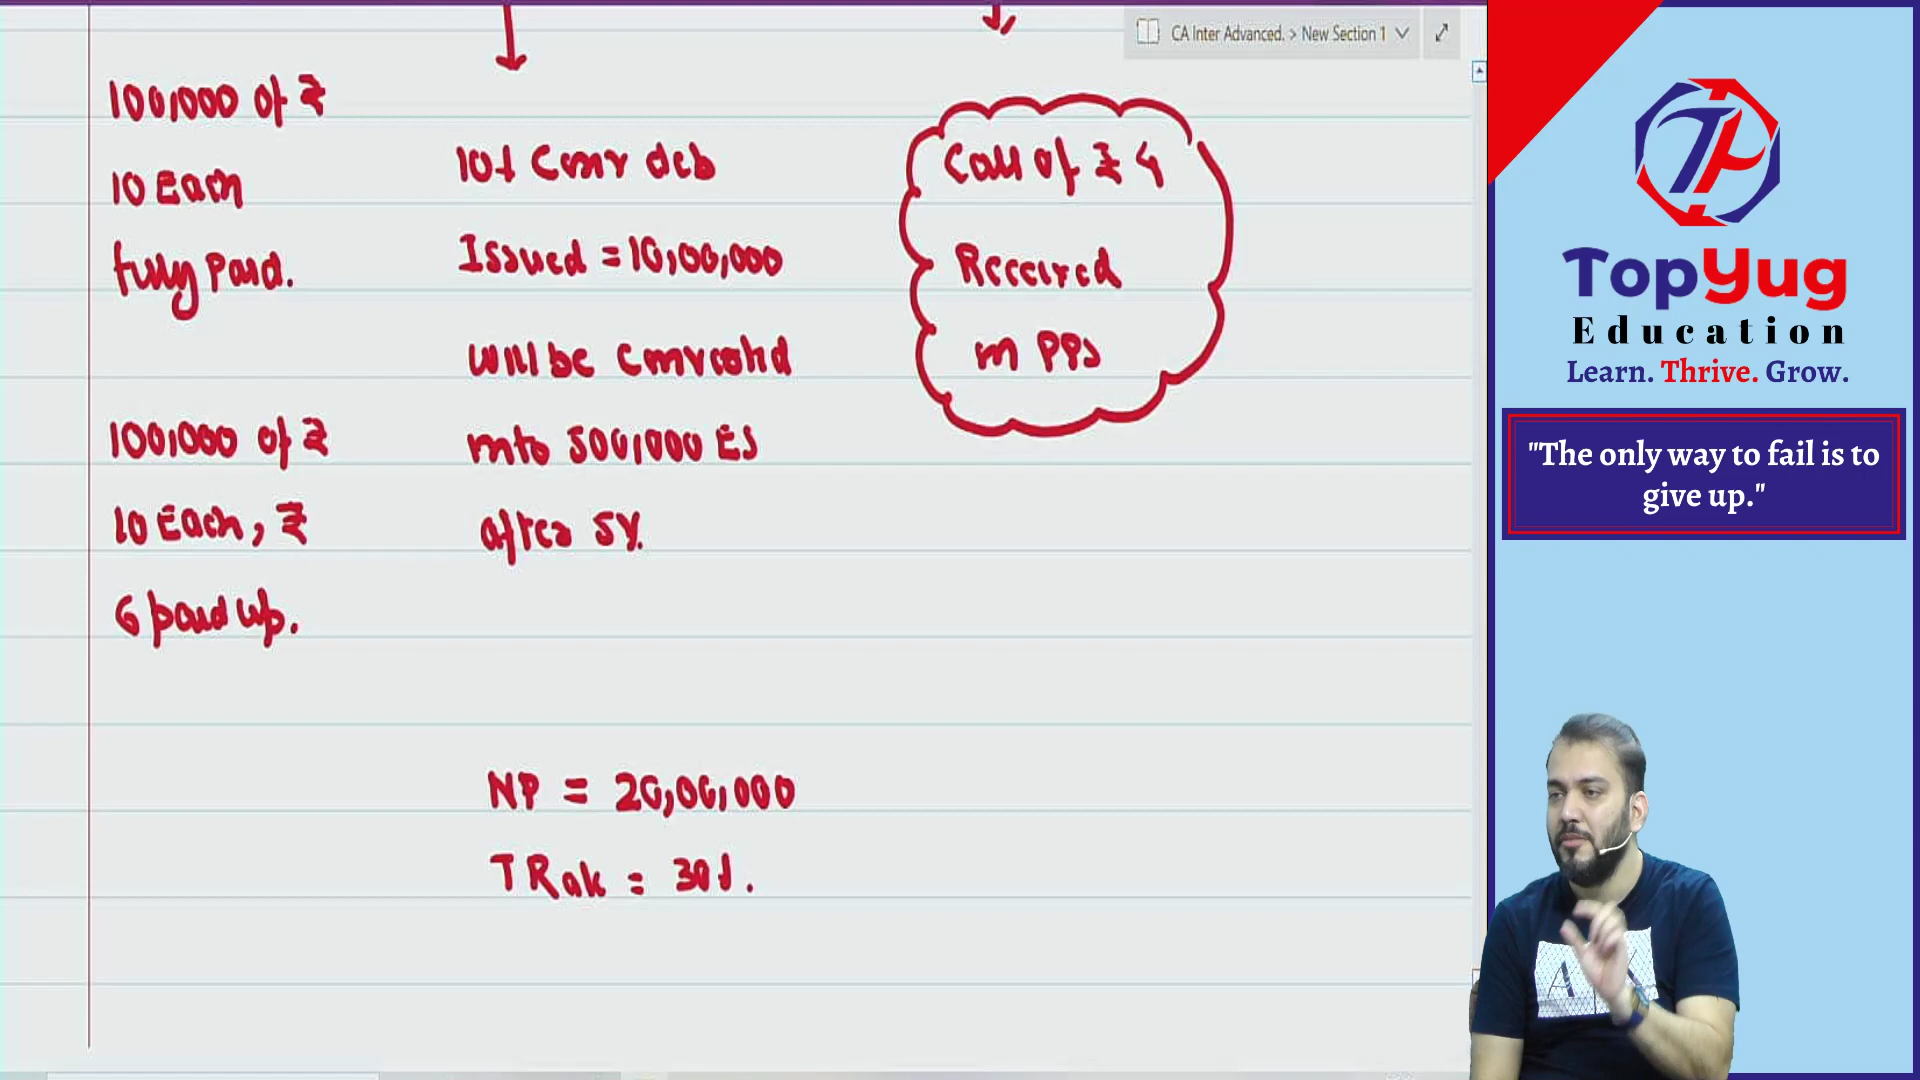 CA Inter Advanced. > New Section 1
100,000 of ₹
10 Each
fully Paid.
100,000 of ₹
10 Each, ₹
6 paid up.
10% Conv deb
Issued = 10,00,000
will be Converted
into 500,000 ES
after 5Y.
Call of ₹ 4
Received
in PPS
NP = 20,00,000
T Rate = 30%.
TopYug
Education
Learn. Thrive. Grow.
"The only way to fail is to
give up."